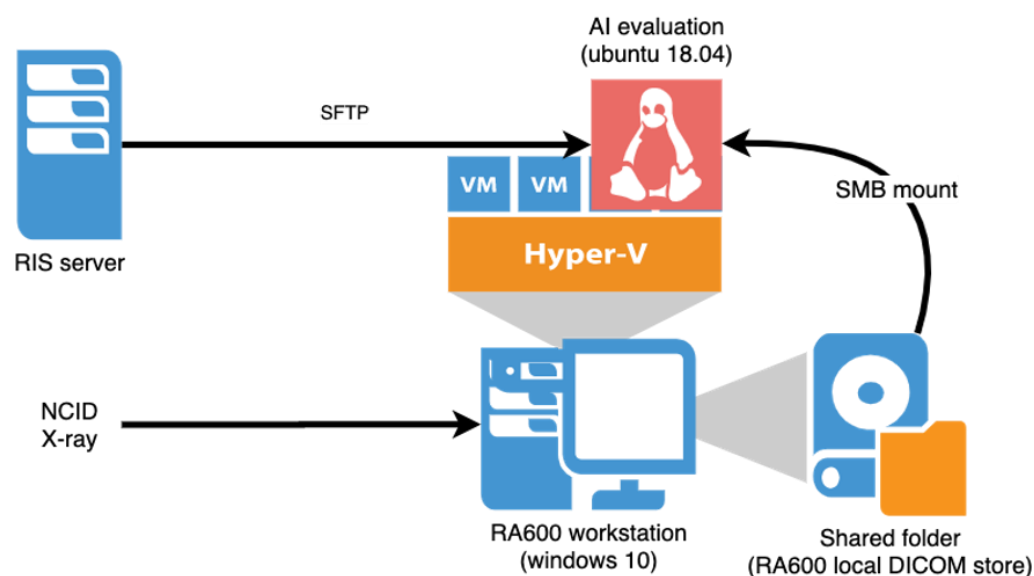 AI evaluation
(ubuntu 18.04)
SFTP
VM
VM
SMB mount
RIS server
Hyper-V
NCID
X-ray
RA600 workstation
(windows 10)
Shared folder
(RA600 local DICOM store)